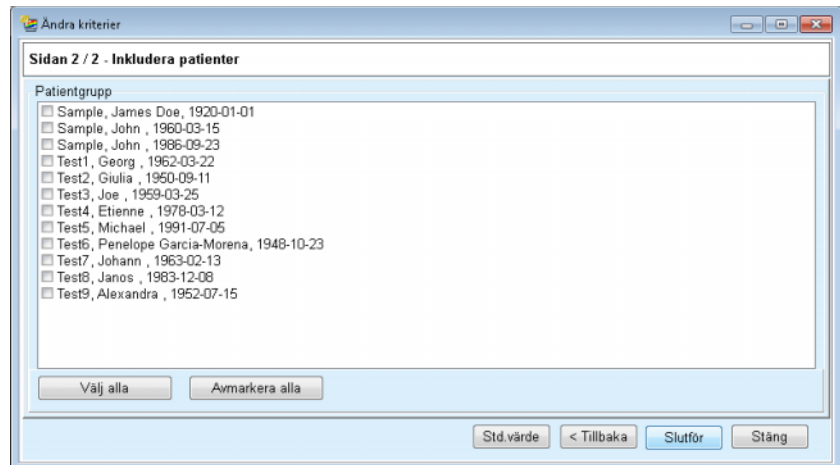 Ändra kriterier
Sidan 2 / 2 - Inkludera patienter
Patientgrupp
Sample, James Doe, 1920-01-01
Sample, John , 1960-03-15
Sample, John , 1986-09-23
Test1, Georg , 1962-03-22
Test2, Giulia , 1950-09-11
Test3, Joe , 1959-03-25
Test4, Etienne , 1978-03-12
Test5, Michael , 1991-07-05
Test6, Penelope Garcia-Morena, 1948-10-23
Test7, Johann , 1963-02-13
Test8, Janos , 1983-12-08
Test9, Alexandra , 1952-07-15
Välj alla Avmarkera alla
Std.värde < Tillbaka Slutför Stäng